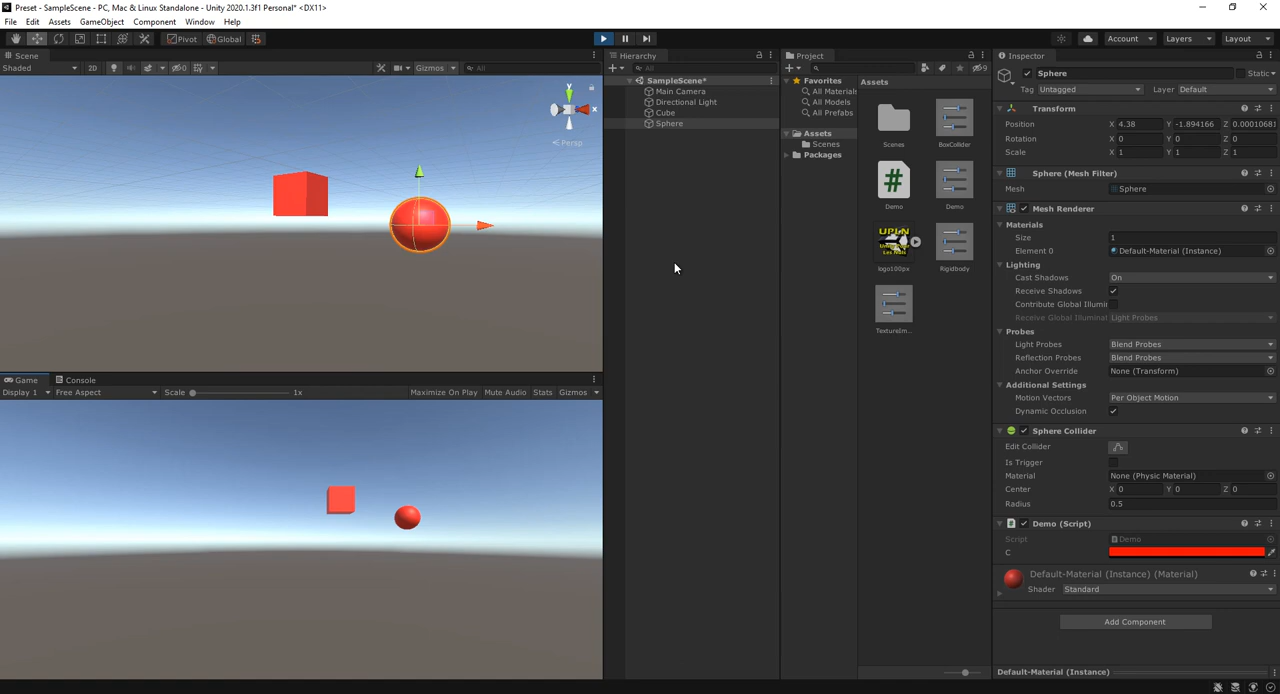 Preset - SampleScene - PC, Mac & Linux Standalone - Unity 2020.1.3f1 Personal* <DX11>
File Edit Assets GameObject Component Window Help
Pivot Global
Account Layers Layout
Scene
Shaded 2D 0 Gizmos All
y
x
Persp
Game Console
Display 1 Free Aspect Scale 1x Maximize On Play Mute Audio Stats Gizmos
Hierarchy
All
SampleScene*
Main Camera
Directional Light
Cube
Sphere
Project
9
Favorites
All Materials
All Models
All Prefabs
Assets
Scenes
Packages
Assets
Scenes
BoxCollider
#
Demo
Demo
UPLN
logo100px
Rigidbody
TextureIm...
Inspector
Sphere Static
Tag Untagged Layer Default
Transform
Position X 4.38 Y -1.894166 Z 0.00010681
Rotation X 0 Y 0 Z 0
Scale X 1 Y 1 Z 1
Sphere (Mesh Filter)
Mesh Sphere
Mesh Renderer
Materials
Size 1
Element 0 Default-Material (Instance)
Lighting
Cast Shadows On
Receive Shadows
Contribute Global Illumin
Receive Global Illuminat Light Probes
Probes
Light Probes Blend Probes
Reflection Probes Blend Probes
Anchor Override None (Transform)
Additional Settings
Motion Vectors Per Object Motion
Dynamic Occlusion
Sphere Collider
Edit Collider
Is Trigger
Material None (Physic Material)
Center X 0 Y 0 Z 0
Radius 0.5
Demo (Script)
Script Demo
C
Default-Material (Instance) (Material)
Shader Standard
Add Component
Default-Material (Instance)